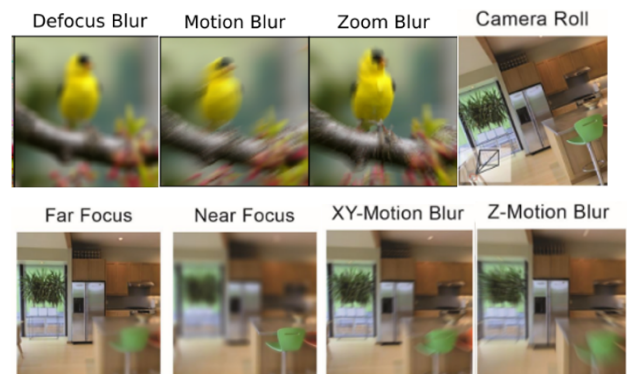 Defocus Blur
Motion Blur
Zoom Blur
Camera Roll
Far Focus
Near Focus
XY-Motion Blur
Z-Motion Blur